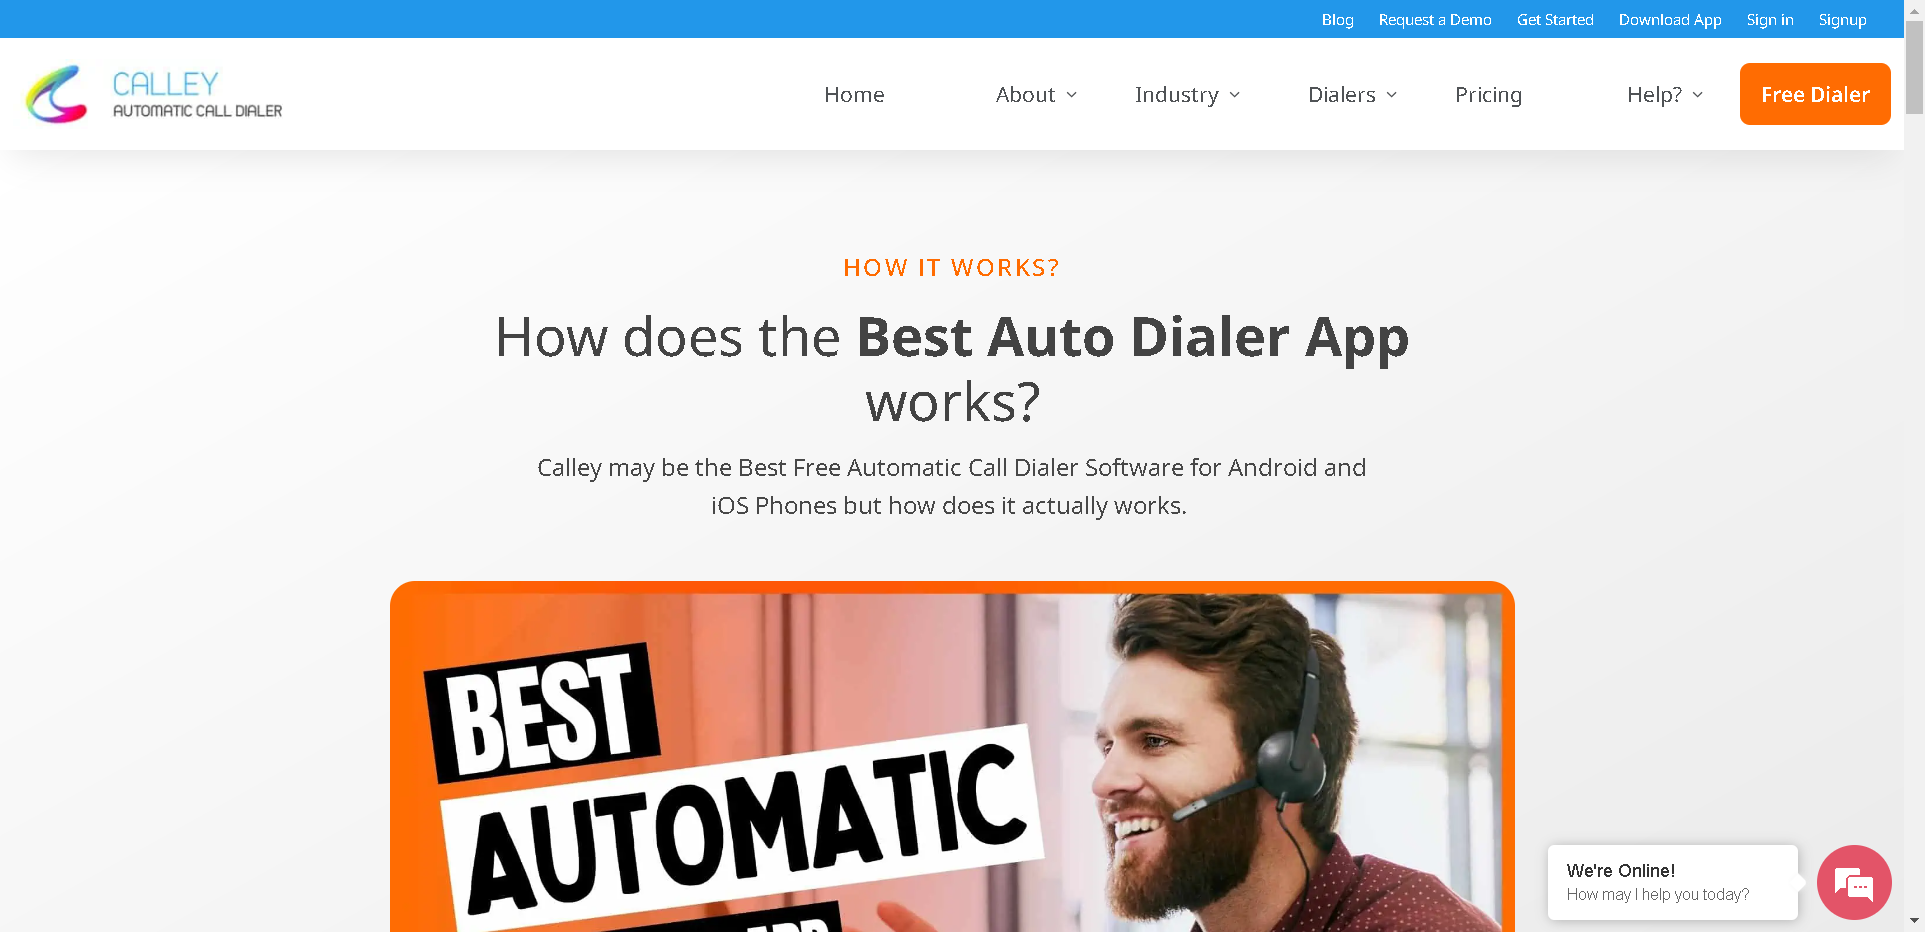 Blog Request a Demo Get Started Download App Sign in Signup
CALLEY
AUTOMATIC CALL DIALER
Home About Industry Dialers Pricing Help? Free Dialer
HOW IT WORKS?
How does the Best Auto Dialer App
works?
Calley may be the Best Free Automatic Call Dialer Software for Android and
iOS Phones but how does it actually works.
BEST
AUTOMATIC
APP
We're Online!
How may I help you today?